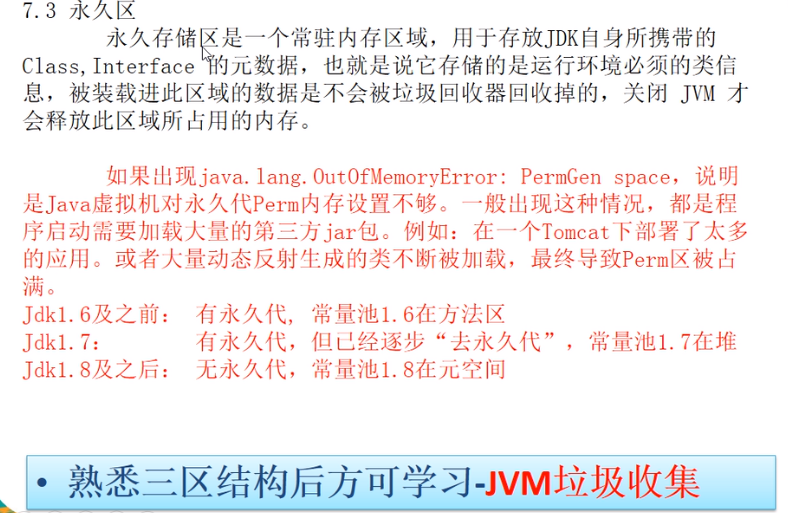 7.3 永久区
永久存储区是一个常驻内存区域，用于存放JDK自身所携带的
Class,Interface 的元数据，也就是说它存储的是运行环境必须的类信
息，被装载进此区域的数据是不会被垃圾回收器回收掉的，关闭 JVM 才
会释放此区域所占用的内存。
如果出现java.lang.OutOfMemoryError: PermGen space，说明
是Java虚拟机对永久代Perm内存设置不够。一般出现这种情况，都是程
序启动需要加载大量的第三方jar包。例如：在一个Tomcat下部署了太多
的应用。或者大量动态反射生成的类不断被加载，最终导致Perm区被占
满。
Jdk1.6及之前： 有永久代, 常量池1.6在方法区
Jdk1.7： 有永久代，但已经逐步“去永久代”，常量池1.7在堆
Jdk1.8及之后： 无永久代，常量池1.8在元空间
• 熟悉三区结构后方可学习-JVM垃圾收集